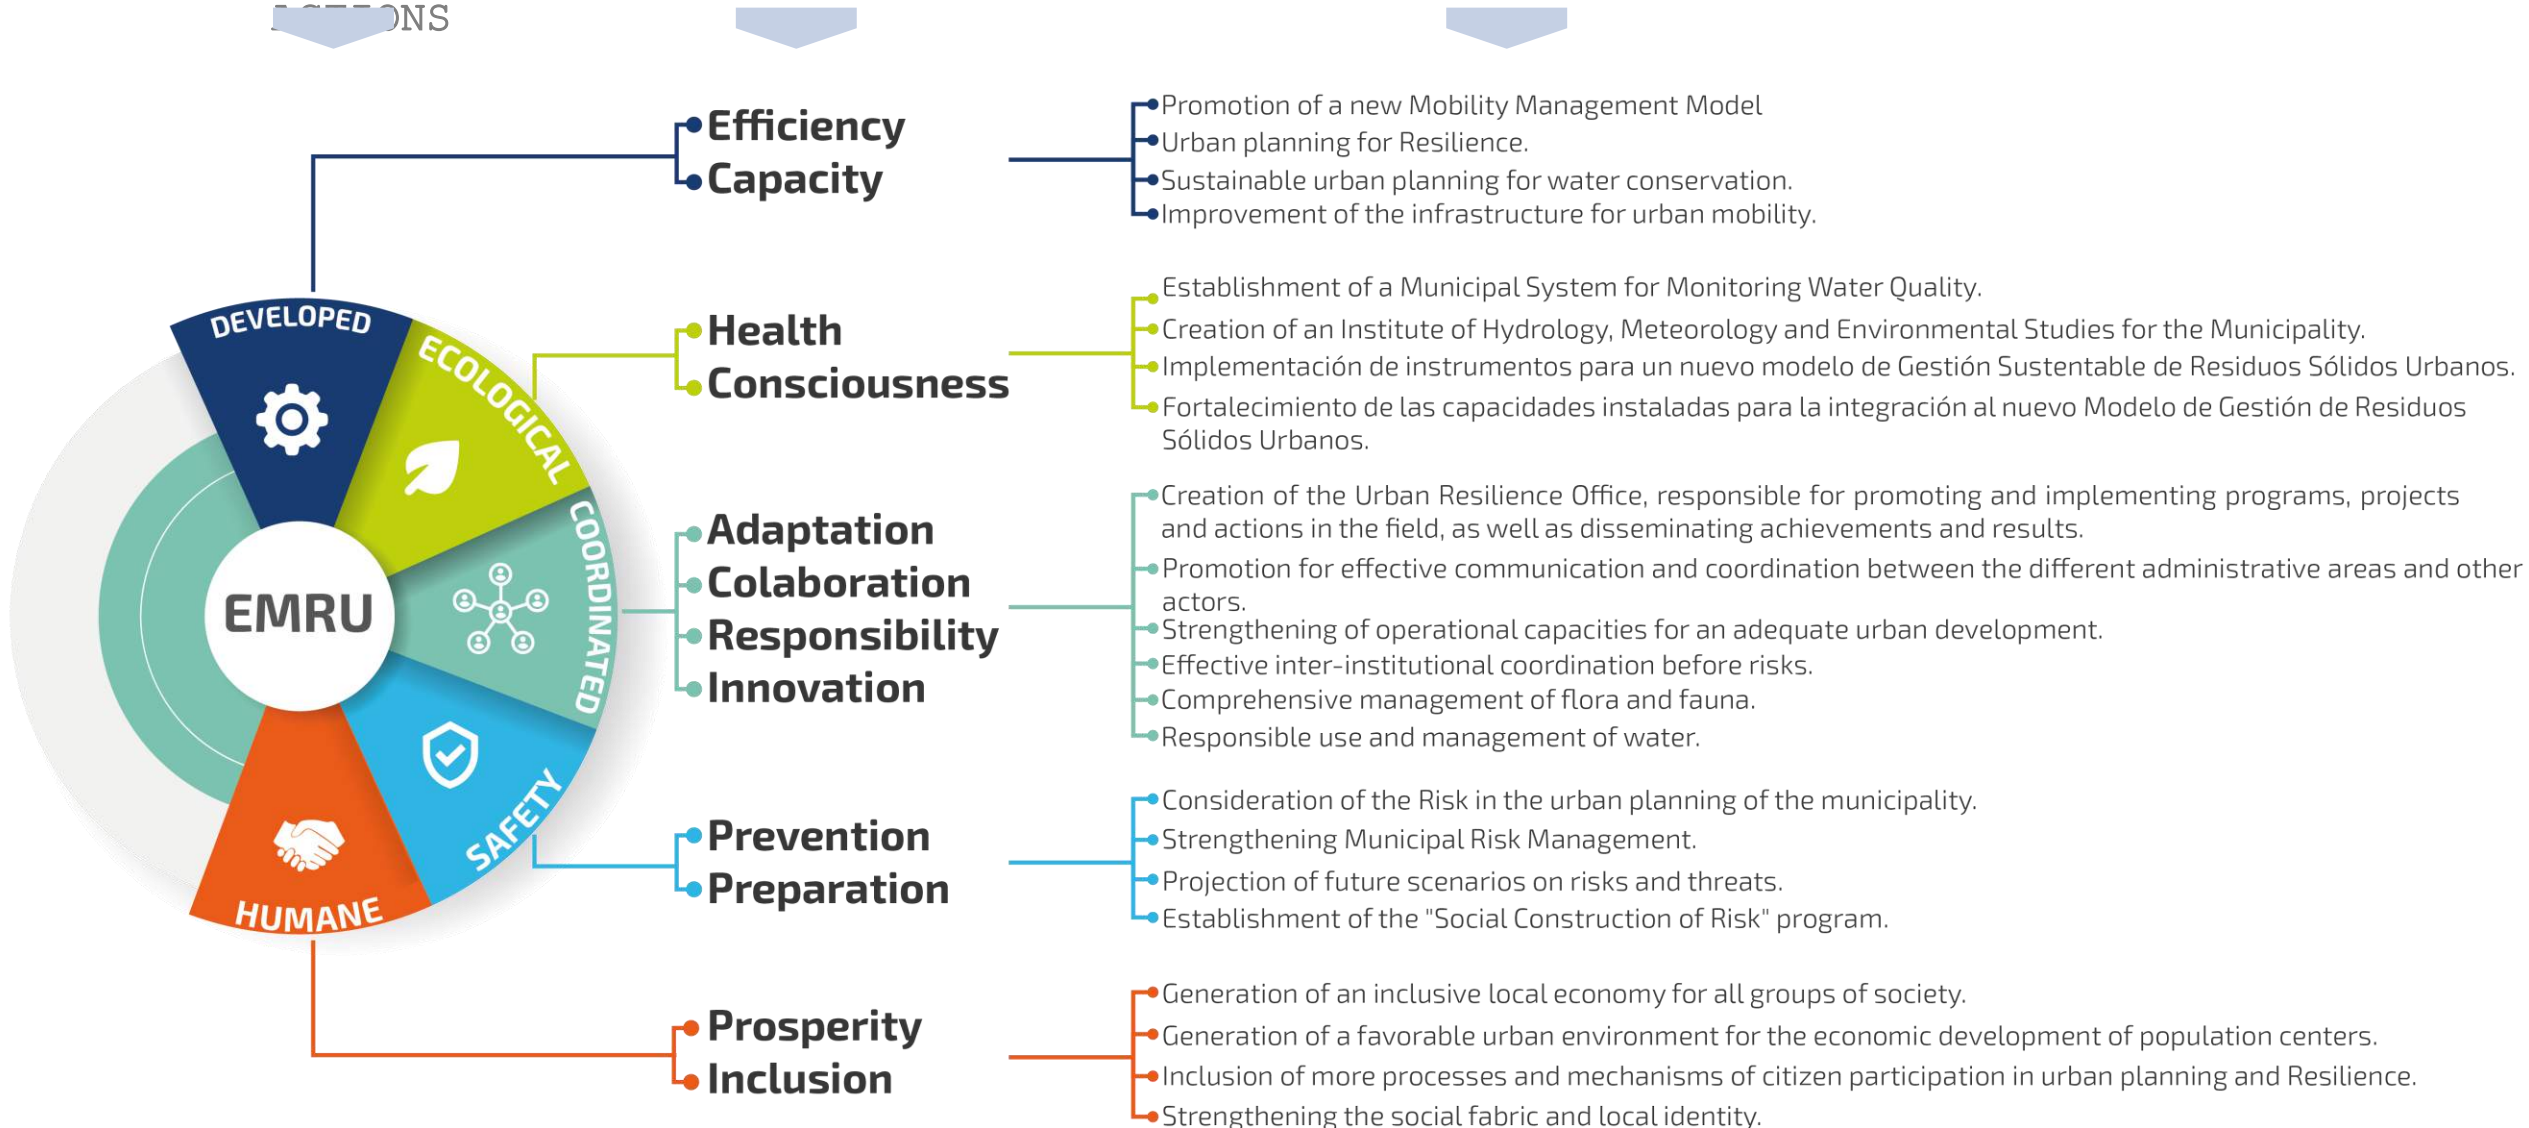 Efficiency
Capacity
Promotion of a new Mobility Management Model
Urban planning for Resilience.
Sustainable urban planning for water conservation.
Improvement of the infrastructure for urban mobility.
DEVELOPED
ECOLOGICAL
COORDINATED
SAFETY
HUMANE
EMRU
Health
Consciousness
Establishment of a Municipal System for Monitoring Water Quality.
Creation of an Institute of Hydrology, Meteorology and Environmental Studies for the Municipality.
Implementación de instrumentos para un nuevo modelo de Gestión Sustentable de Residuos Sólidos Urbanos.
Fortalecimiento de las capacidades instaladas para la integración al nuevo Modelo de Gestión de Residuos
Sólidos Urbanos.
Adaptation
Colaboration
Responsibility
Innovation
Creation of the Urban Resilience Office, responsible for promoting and implementing programs, projects
and actions in the field, as well as disseminating achievements and results.
Promotion for effective communication and coordination between the different administrative areas and other
actors.
Strengthening of operational capacities for an adequate urban development.
Effective inter-institutional coordination before risks.
Comprehensive management of flora and fauna.
Responsible use and management of water.
Prevention
Preparation
Consideration of the Risk in the urban planning of the municipality.
Strengthening Municipal Risk Management.
Projection of future scenarios on risks and threats.
Establishment of the "Social Construction of Risk" program.
Prosperity
Inclusion
Generation of an inclusive local economy for all groups of society.
Generation of a favorable urban environment for the economic development of population centers.
Inclusion of more processes and mechanisms of citizen participation in urban planning and Resilience.
Strengthening the social fabric and local identity.